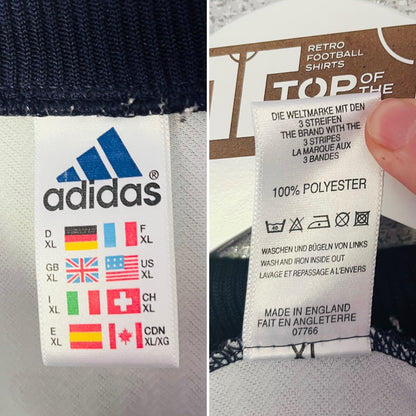 adidas®
D
XL
F
XL
GB
XL
US
XL
I
XL
CH
XL
E
XL
CDN
XL/XG
RETRO
FOOTBALL
SHIRTS
TOP OF
THE
DIE WELTMARKE MIT DEN
3 STREIFEN
THE BRAND WITH THE
3 STRIPES
LA MARQUE AUX
3 BANDES
100% POLYESTER
WASCHEN UND BÜGELN VON LINKS
WASH AND IRON INSIDE OUT
LAVAGE ET REPASSAGE A L'ENVERS
MADE IN ENGLAND
FAIT EN ANGLETERRE
07766
XL